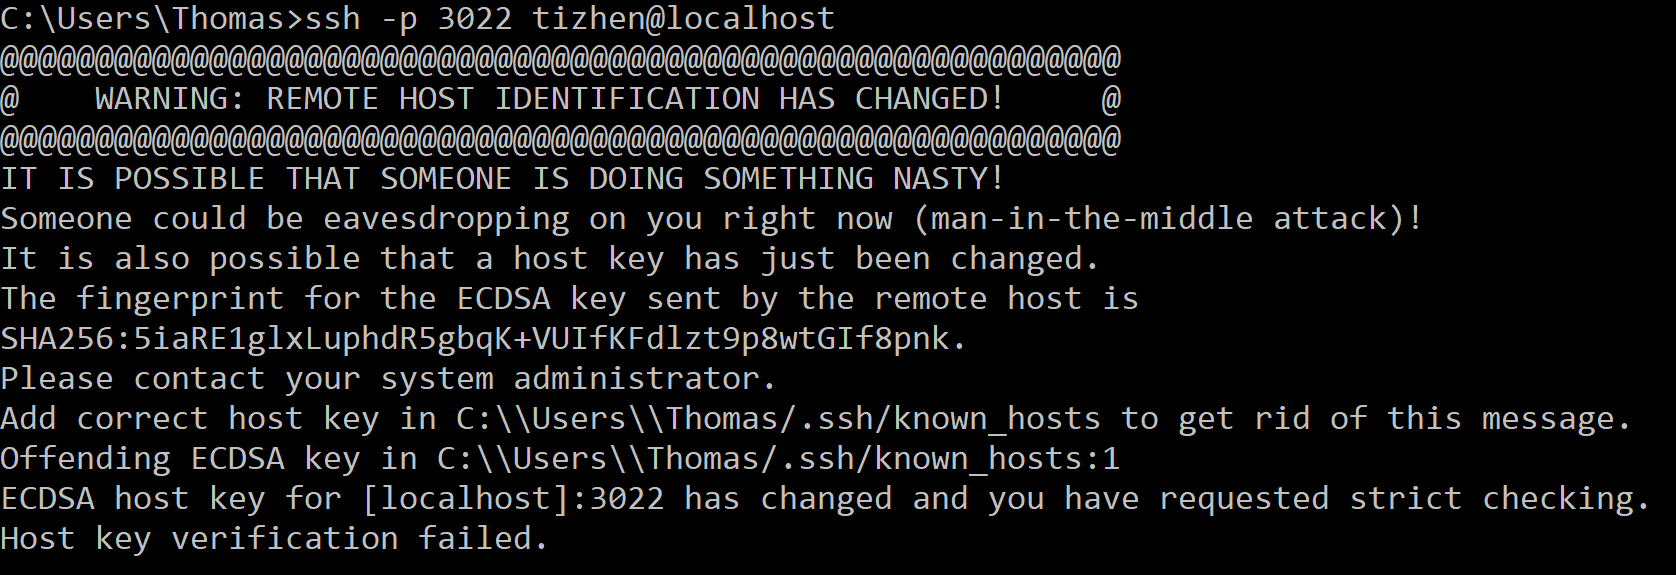 C:\Users\Thomas>ssh -p 3022 tizhen@localhost
@@@@@@@@@@@@@@@@@@@@@@@@@@@@@@@@@@@@@@@@@@@@@@@@@@@@@@@@@@@
@    WARNING: REMOTE HOST IDENTIFICATION HAS CHANGED!     @
@@@@@@@@@@@@@@@@@@@@@@@@@@@@@@@@@@@@@@@@@@@@@@@@@@@@@@@@@@@
IT IS POSSIBLE THAT SOMEONE IS DOING SOMETHING NASTY!
Someone could be eavesdropping on you right now (man-in-the-middle attack)!
It is also possible that a host key has just been changed.
The fingerprint for the ECDSA key sent by the remote host is
SHA256:5iaRE1glxLuphdR5gbqK+VUIfKFdlzt9p8wtGIf8pnk.
Please contact your system administrator.
Add correct host key in C:\\Users\\Thomas/.ssh/known_hosts to get rid of this message.
Offending ECDSA key in C:\\Users\\Thomas/.ssh/known_hosts:1
ECDSA host key for [localhost]:3022 has changed and you have requested strict checking.
Host key verification failed.